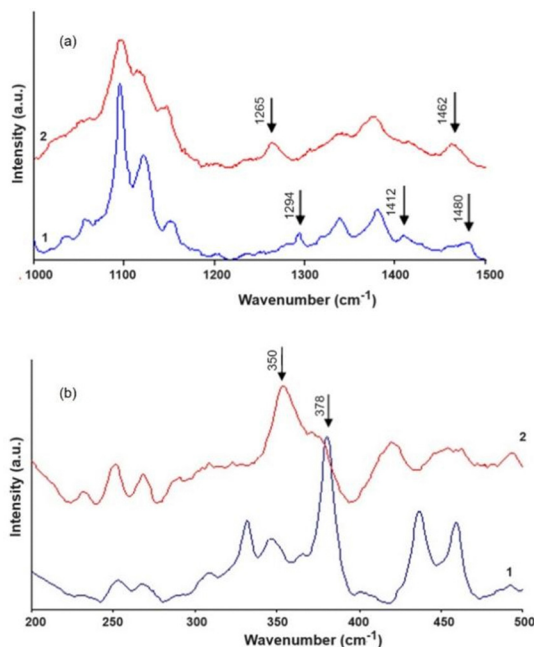 (a)
Intensity (a.u.)
2
1
1265
1462
1294
1412
1480
1000 1100 1200 1300 1400 1500
Wavenumber (cm-1)
(b)
Intensity (a.u.)
350
378
2
1
200 250 300 350 400 450 500
Wavenumber (cm-1)